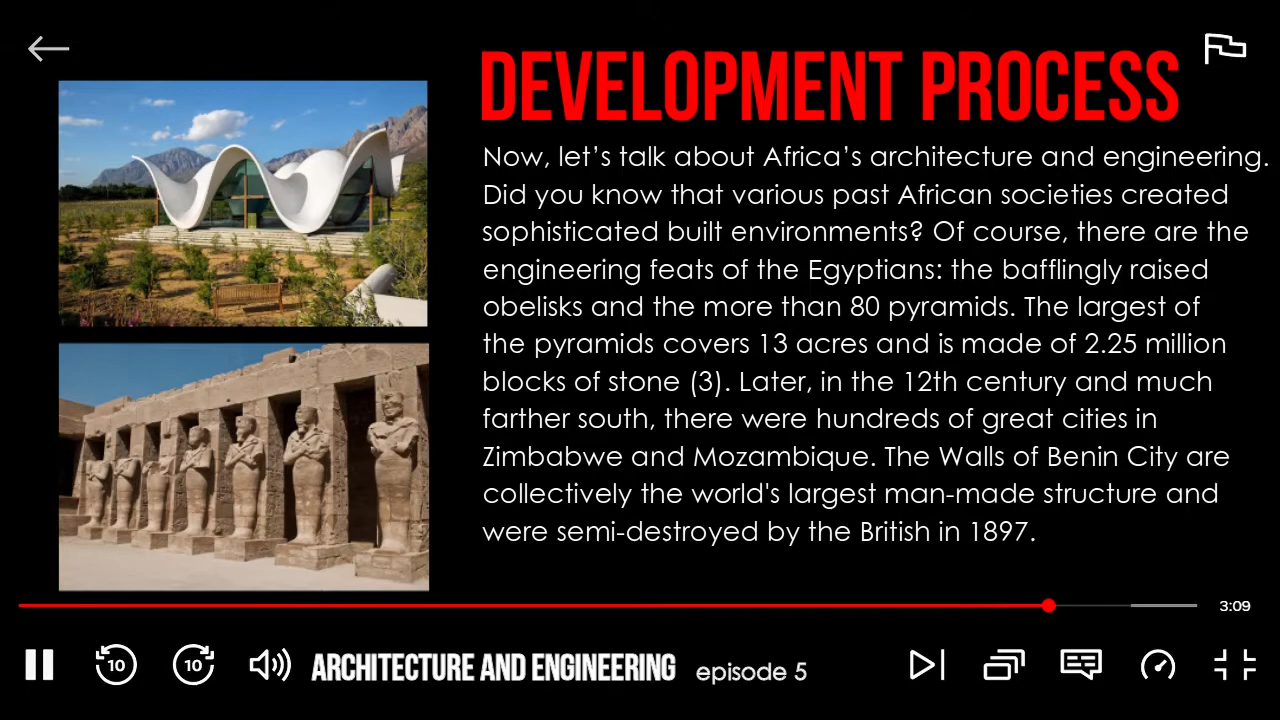 DEVELOPMENT PROCESS
Now, let’s talk about Africa’s architecture and engineering.
Did you know that various past African societies created
sophisticated built environments? Of course, there are the
engineering feats of the Egyptians: the bafflingly raised
obelisks and the more than 80 pyramids. The largest of
the pyramids covers 13 acres and is made of 2.25 million
blocks of stone (3). Later, in the 12th century and much
farther south, there were hundreds of great cities in
Zimbabwe and Mozambique. The Walls of Benin City are
collectively the world's largest man-made structure and
were semi-destroyed by the British in 1897.
3:09
10 10 ARCHITECTURE AND ENGINEERING episode 5